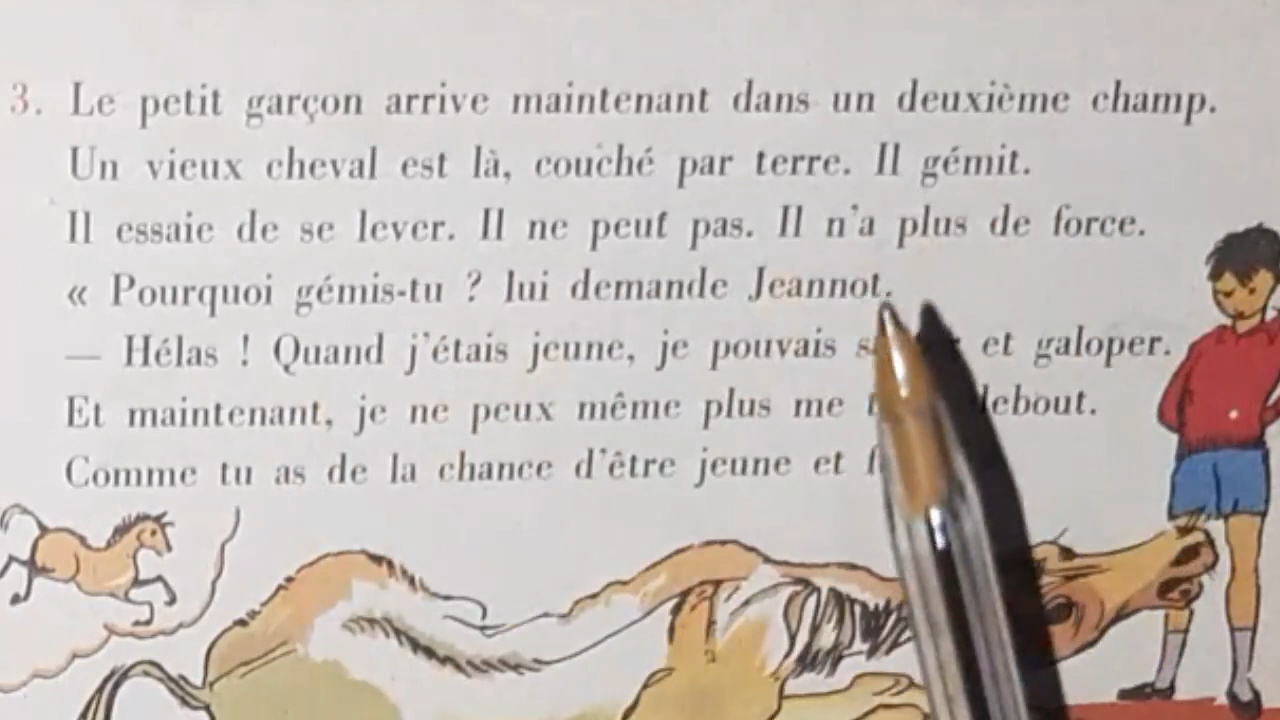 3. Le petit garçon arrive maintenant dans un deuxième champ.
Un vieux cheval est là, couché par terre. Il gémit.
Il essaie de se lever. Il ne peut pas. Il n'a plus de force.
« Pourquoi gémis-tu ? lui demande Jeannot.
— Hélas ! Quand j'étais jeune, je pouvais et galoper.
Et maintenant, je ne peux même plus me debout.
Comme tu as de la chance d'être jeune et